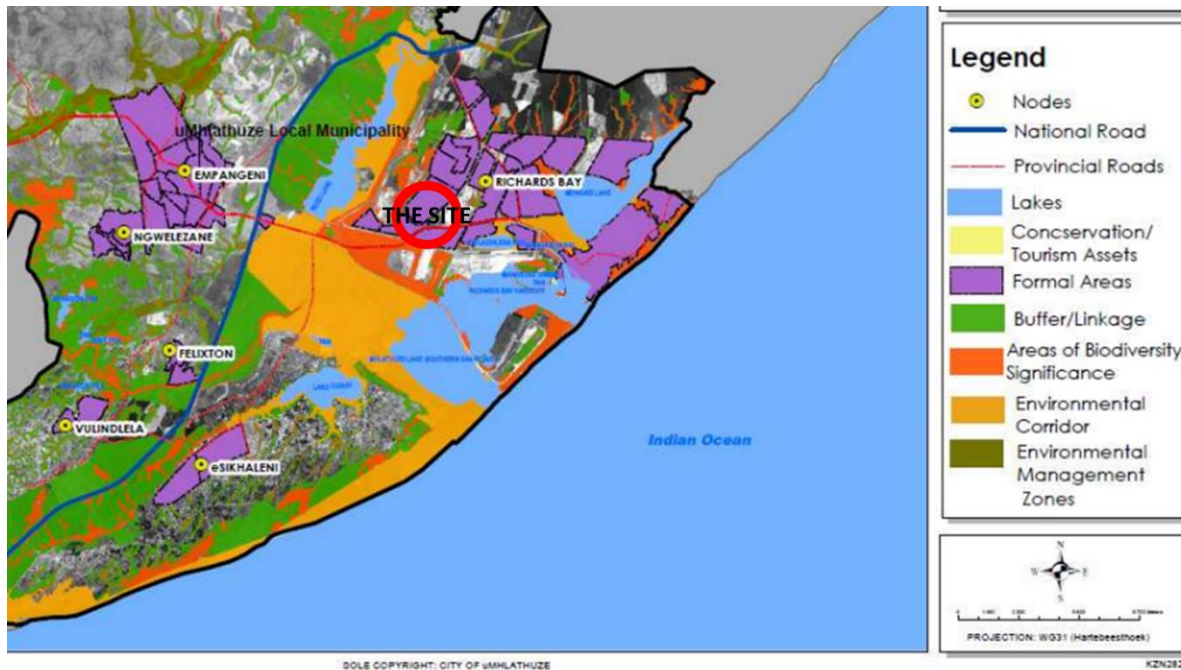 uMhlathuze Local Municipality
EMPANGENI
RICHARDS BAY
THE SITE
NGWELEZANE
FELIXTON
VULINDLELA
eSIKHALENI
Indian Ocean
Legend
Nodes
National Road
Provincial Roads
Lakes
Concservation/
Tourism Assets
Formal Areas
Buffer/Linkage
Areas of Biodiversity
Significance
Environmental
Corridor
Environmental
Management
Zones
N
W E
S
PROJECTION: WG31 (Hartebeesthoek)
SOLE COPYRIGHT: CITY OF uMHLATHUZE
KZN282